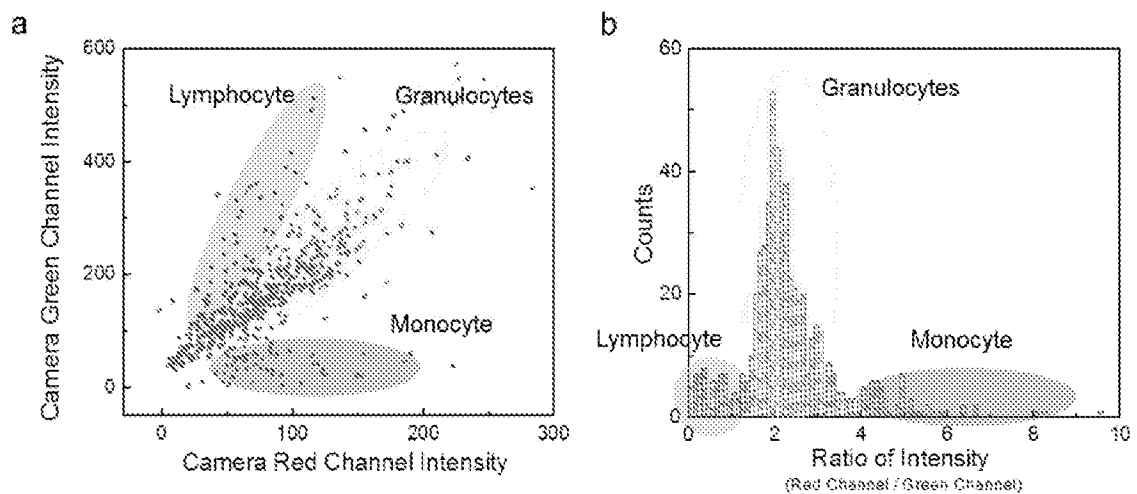 a
600
400
200
0
0 100 200 300
Camera Green Channel Intensity
Camera Red Channel Intensity
Lymphocyte
Granulocytes
Monocyte
b
60
40
20
0
0 2 4 6 8 10
Counts
Granulocytes
Lymphocyte
Monocyte
Ratio of Intensity
(Red Channel / Green Channel)